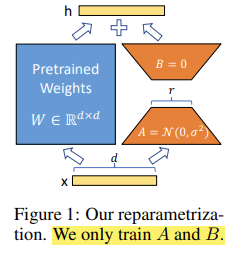 h
Pretrained
Weights
W ∈ ℝ^{d×d}
B = 0
r
A = 𝒩(0, σ²)
d
x
Figure 1: Our reparametriza-
tion. We only train A and B.